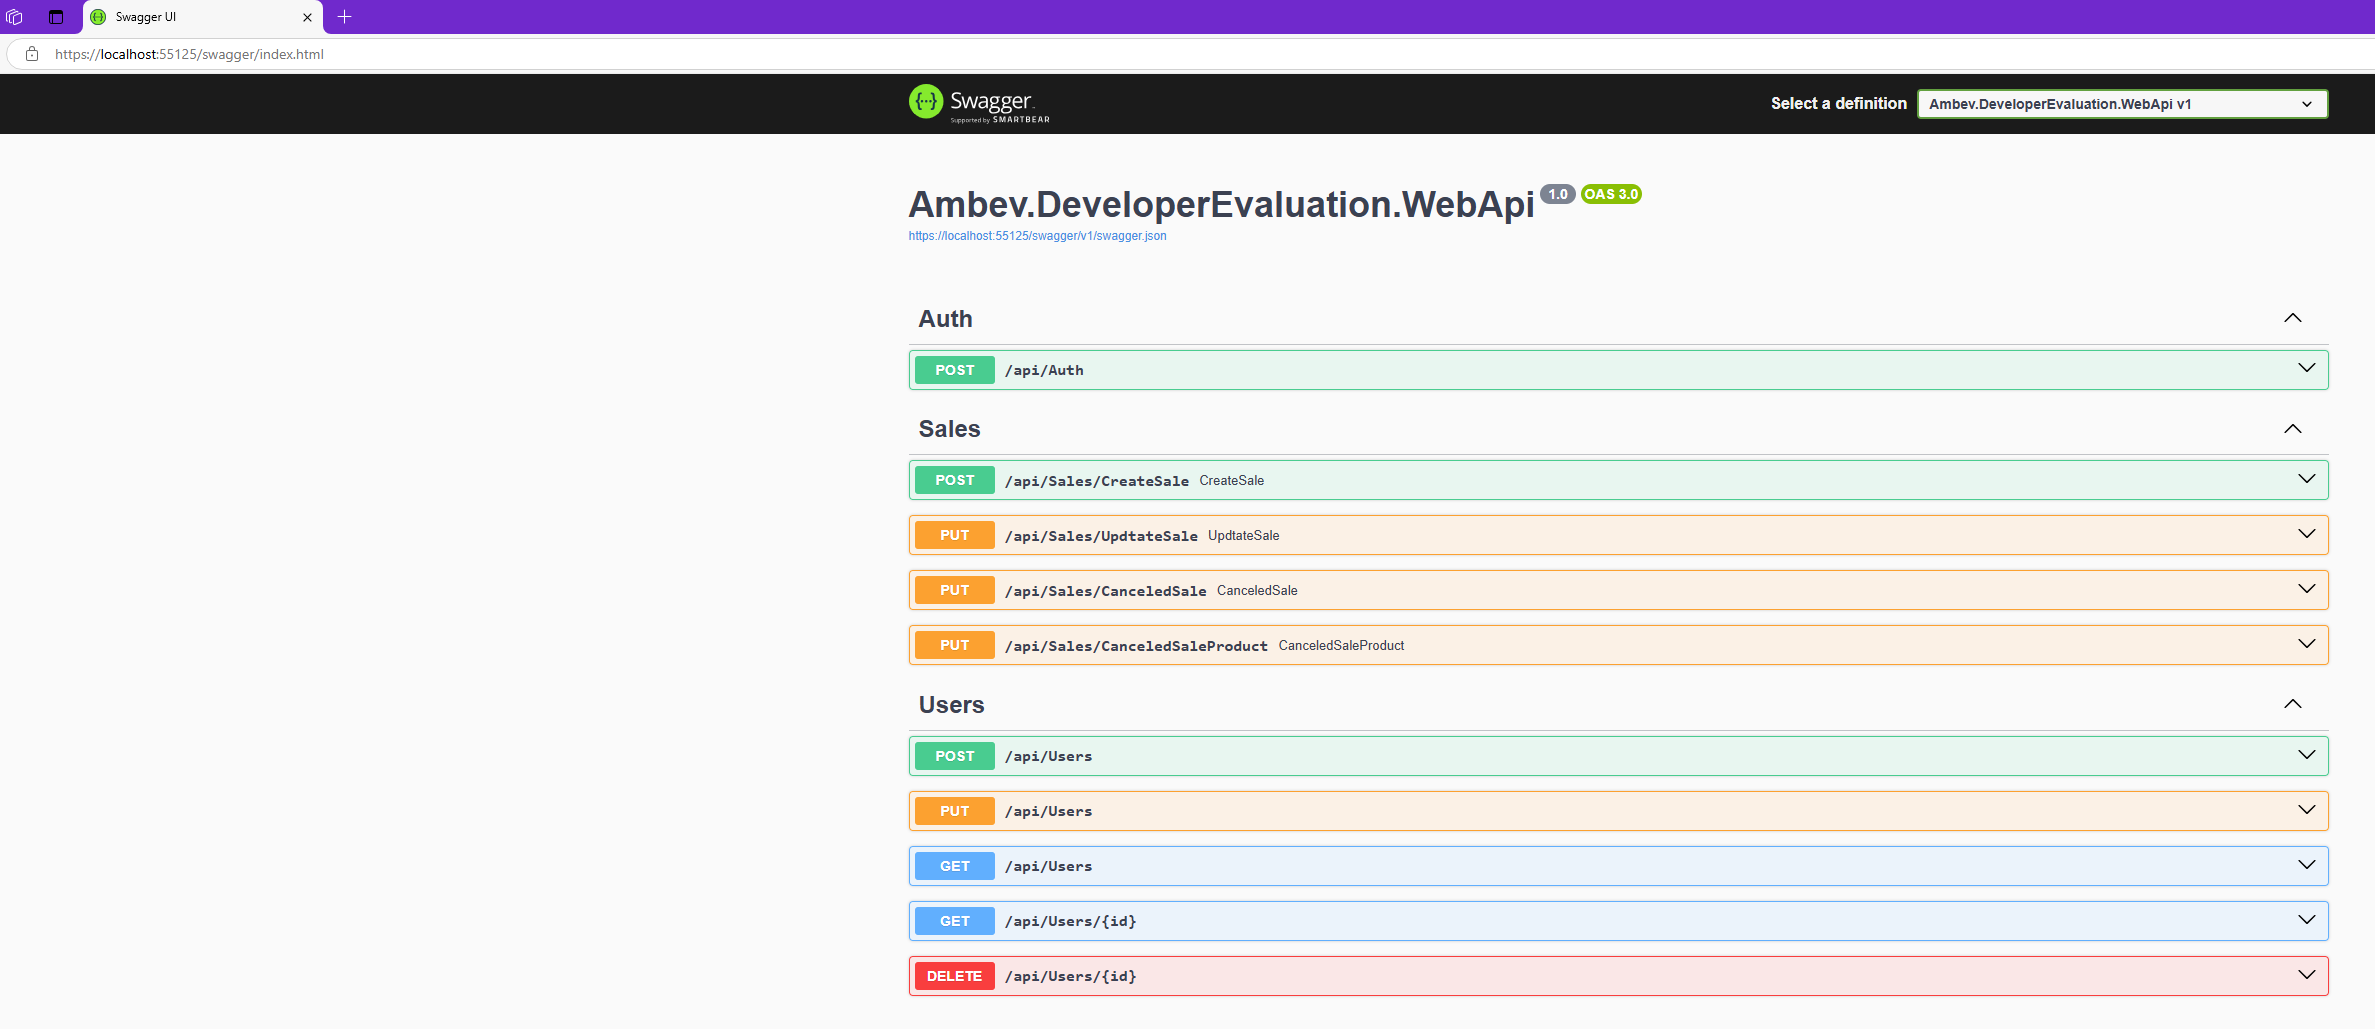 Swagger UI
https://localhost:55125/swagger/index.html
Swagger
Supported by SMARTBEAR
Select a definition
Ambev.DeveloperEvaluation.WebApi v1
Ambev.DeveloperEvaluation.WebApi 1.0 OAS 3.0
https://localhost:55125/swagger/v1/swagger.json
Auth
POST /api/Auth
Sales
POST /api/Sales/CreateSale CreateSale
PUT /api/Sales/UpdtateSale UpdtateSale
PUT /api/Sales/CanceledSale CanceledSale
PUT /api/Sales/CanceledSaleProduct CanceledSaleProduct
Users
POST /api/Users
PUT /api/Users
GET /api/Users
GET /api/Users/{id}
DELETE /api/Users/{id}